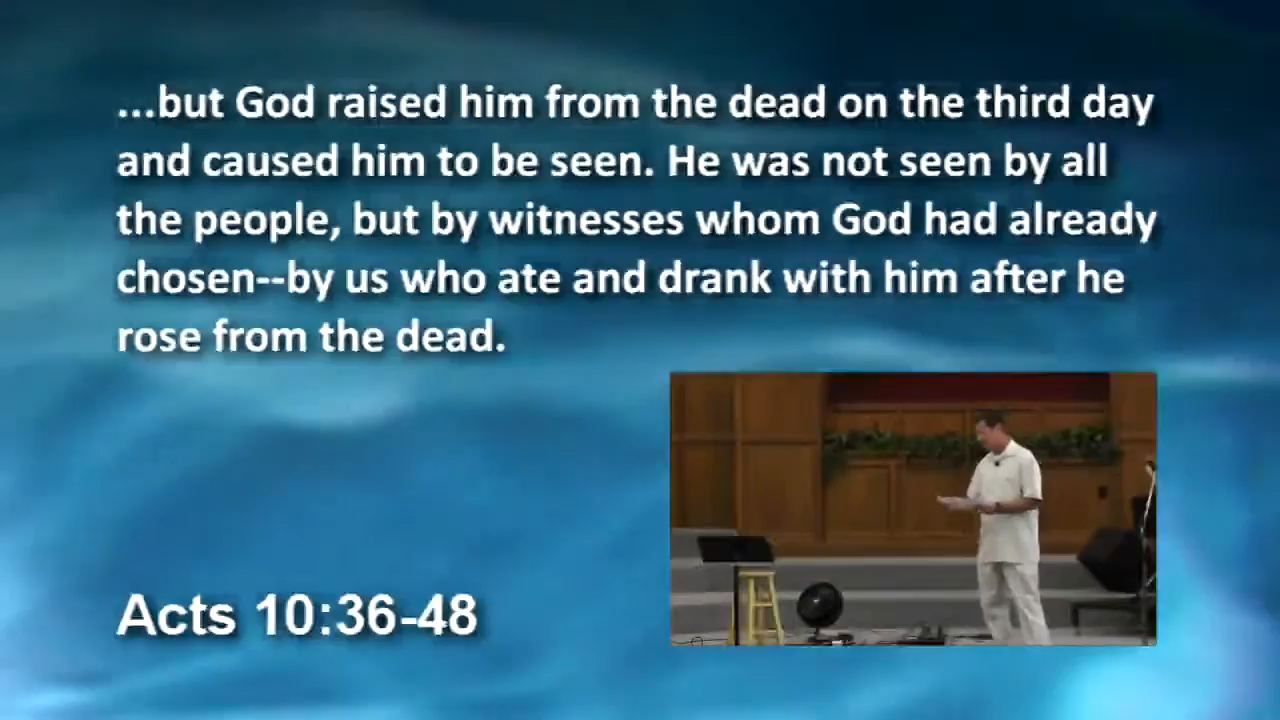 ...but God raised him from the dead on the third day
and caused him to be seen. He was not seen by all
the people, but by witnesses whom God had already
chosen--by us who ate and drank with him after he
rose from the dead.
Acts 10:36-48